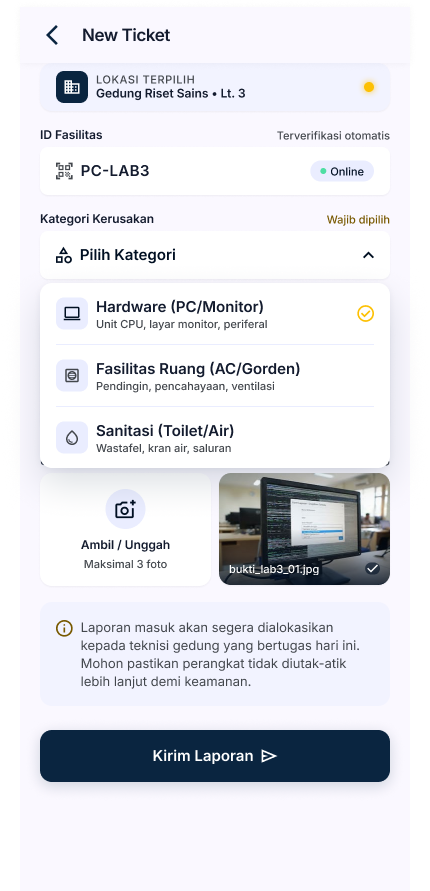 New Ticket
LOKASI TERPILIH
Gedung Riset Sains • Lt. 3
ID Fasilitas
Terverifikasi otomatis
PC-LAB3
Online
Kategori Kerusakan
Wajib dipilih
Pilih Kategori
Hardware (PC/Monitor)
Unit CPU, layar monitor, periferal
Fasilitas Ruang (AC/Gorden)
Pendingin, pencahayaan, ventilasi
Sanitasi (Toilet/Air)
Wastafel, kran air, saluran
Ambil / Unggah
Maksimal 3 foto
bukti_lab3_01.jpg
Laporan masuk akan segera dialokasikan
kepada teknisi gedung yang bertugas hari ini.
Mohon pastikan perangkat tidak diutak-atik
lebih lanjut demi keamanan.
Kirim Laporan